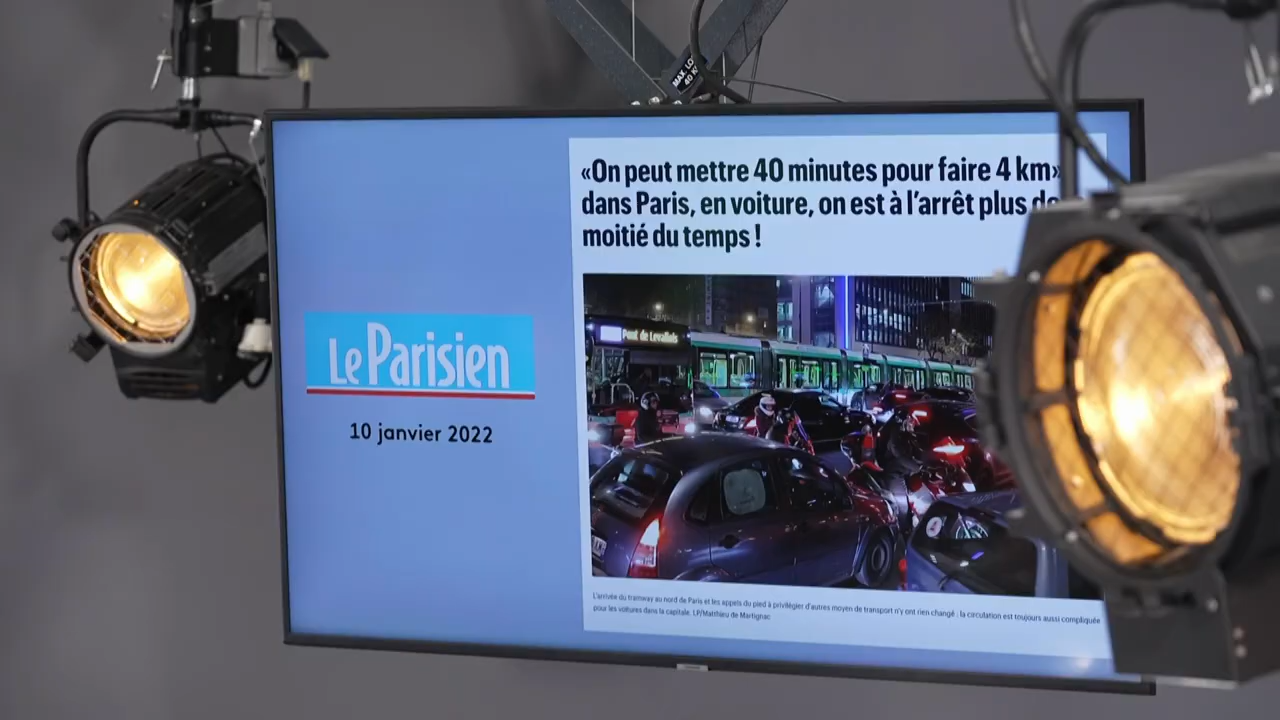 MAX. LO
40 K
«On peut mettre 40 minutes pour faire 4 km»
dans Paris, en voiture, on est à l'arrêt plus de
moitié du temps !
Pont de Levallois
Le Parisien
10 janvier 2022
L'arrivée du tramway au nord de Paris et les appels du pied à privilégier d'autres moyen de transport n'y ont rien changé : la circulation est toujours aussi compliquée
pour les voitures dans la capitale. LP/Matthieu de Martignac